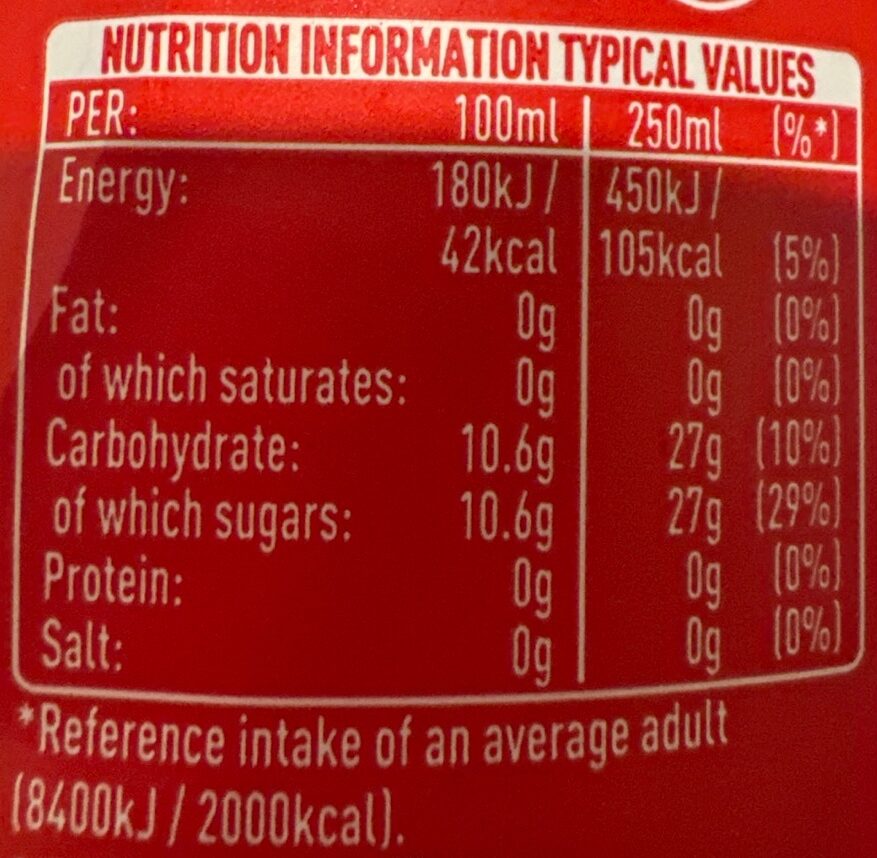 NUTRITION INFORMATION TYPICAL VALUES
PER: 100ml 250ml (%*)
Energy: 180kJ / 450kJ /
42kcal 105kcal (5%)
Fat: 0g 0g (0%)
of which saturates: 0g 0g (0%)
Carbohydrate: 10.6g 27g (10%)
of which sugars: 10.6g 27g (29%)
Protein: 0g 0g (0%)
Salt: 0g 0g (0%)
*Reference intake of an average adult
(8400kJ / 2000kcal).